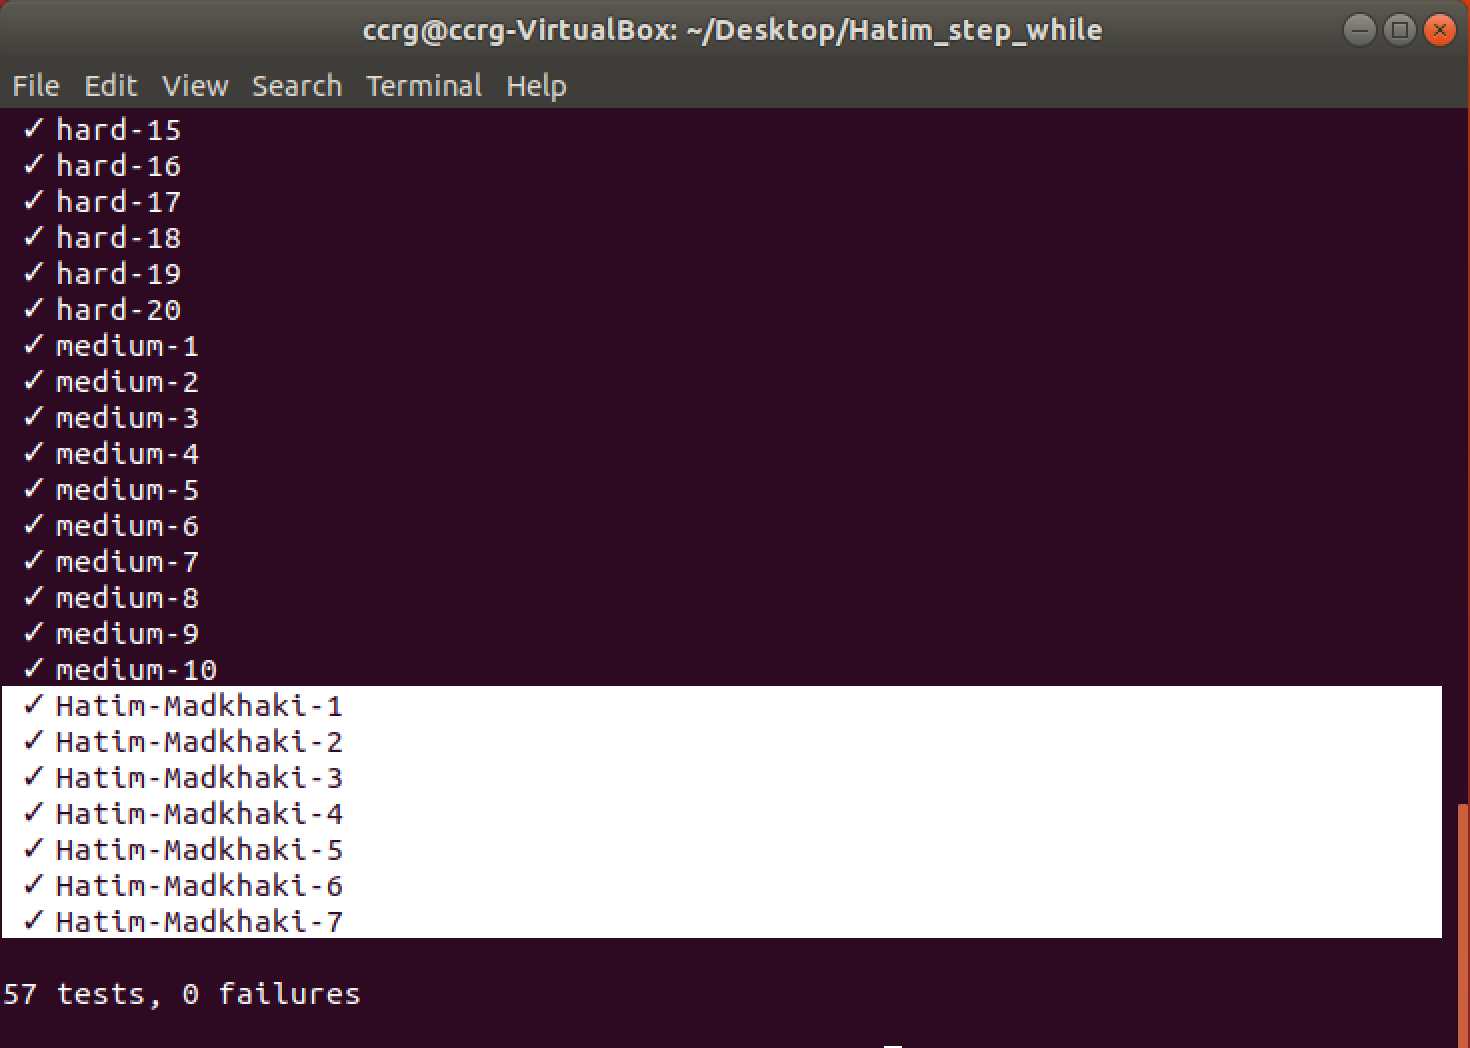 ccrg@ccrg-VirtualBox: ~/Desktop/Hatim_step_while
File Edit View Search Terminal Help
✓ hard-15
✓ hard-16
✓ hard-17
✓ hard-18
✓ hard-19
✓ hard-20
✓ medium-1
✓ medium-2
✓ medium-3
✓ medium-4
✓ medium-5
✓ medium-6
✓ medium-7
✓ medium-8
✓ medium-9
✓ medium-10
✓ Hatim-Madkhaki-1
✓ Hatim-Madkhaki-2
✓ Hatim-Madkhaki-3
✓ Hatim-Madkhaki-4
✓ Hatim-Madkhaki-5
✓ Hatim-Madkhaki-6
✓ Hatim-Madkhaki-7
57 tests, 0 failures